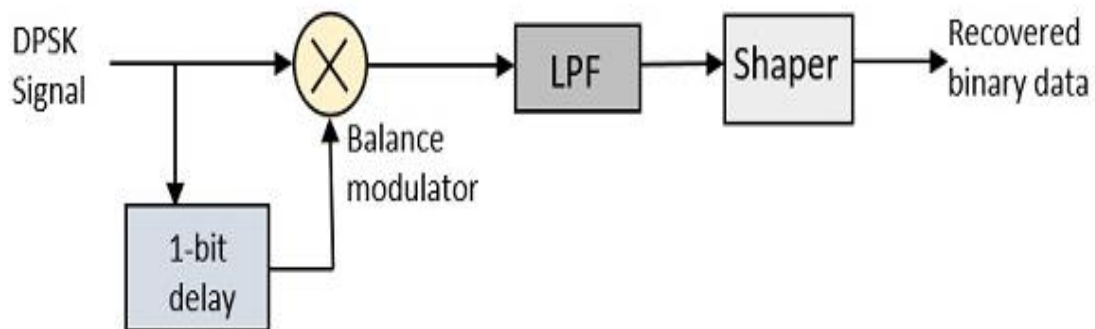 DPSK
Signal
LPF
Shaper
Recovered
binary data
Balance
modulator
1-bit
delay